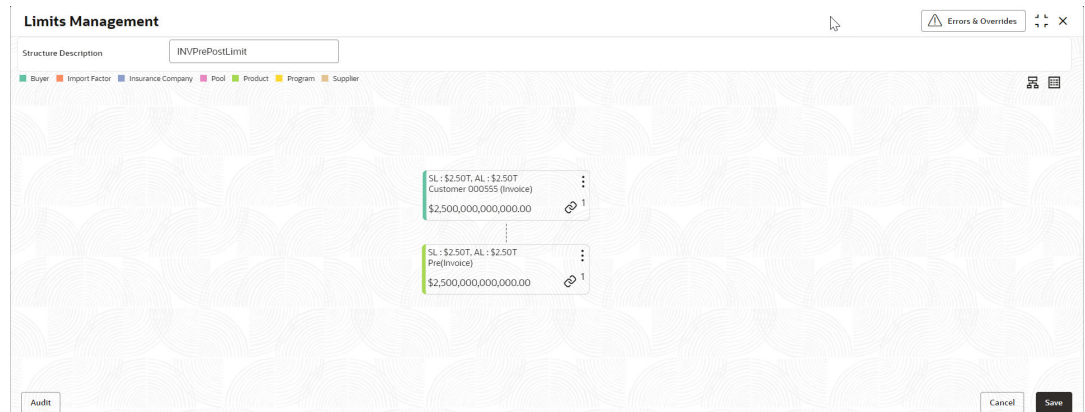 Limits Management
Errors & Overrides
Structure Description
INVPrePostLimit
Buyer Import Factor Insurance Company Pool Product Program Supplier
SL : $2.50T, AL : $2.50T
Customer 000555 (Invoice)
$2,500,000,000,000.00 1
SL : $2.50T, AL : $2.50T
Pre(Invoice)
$2,500,000,000,000.00 1
Audit Cancel Save